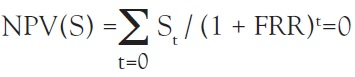 NPV(S) = ∑ Sₜ / (1 + FRR)ᵗ=0
t=0